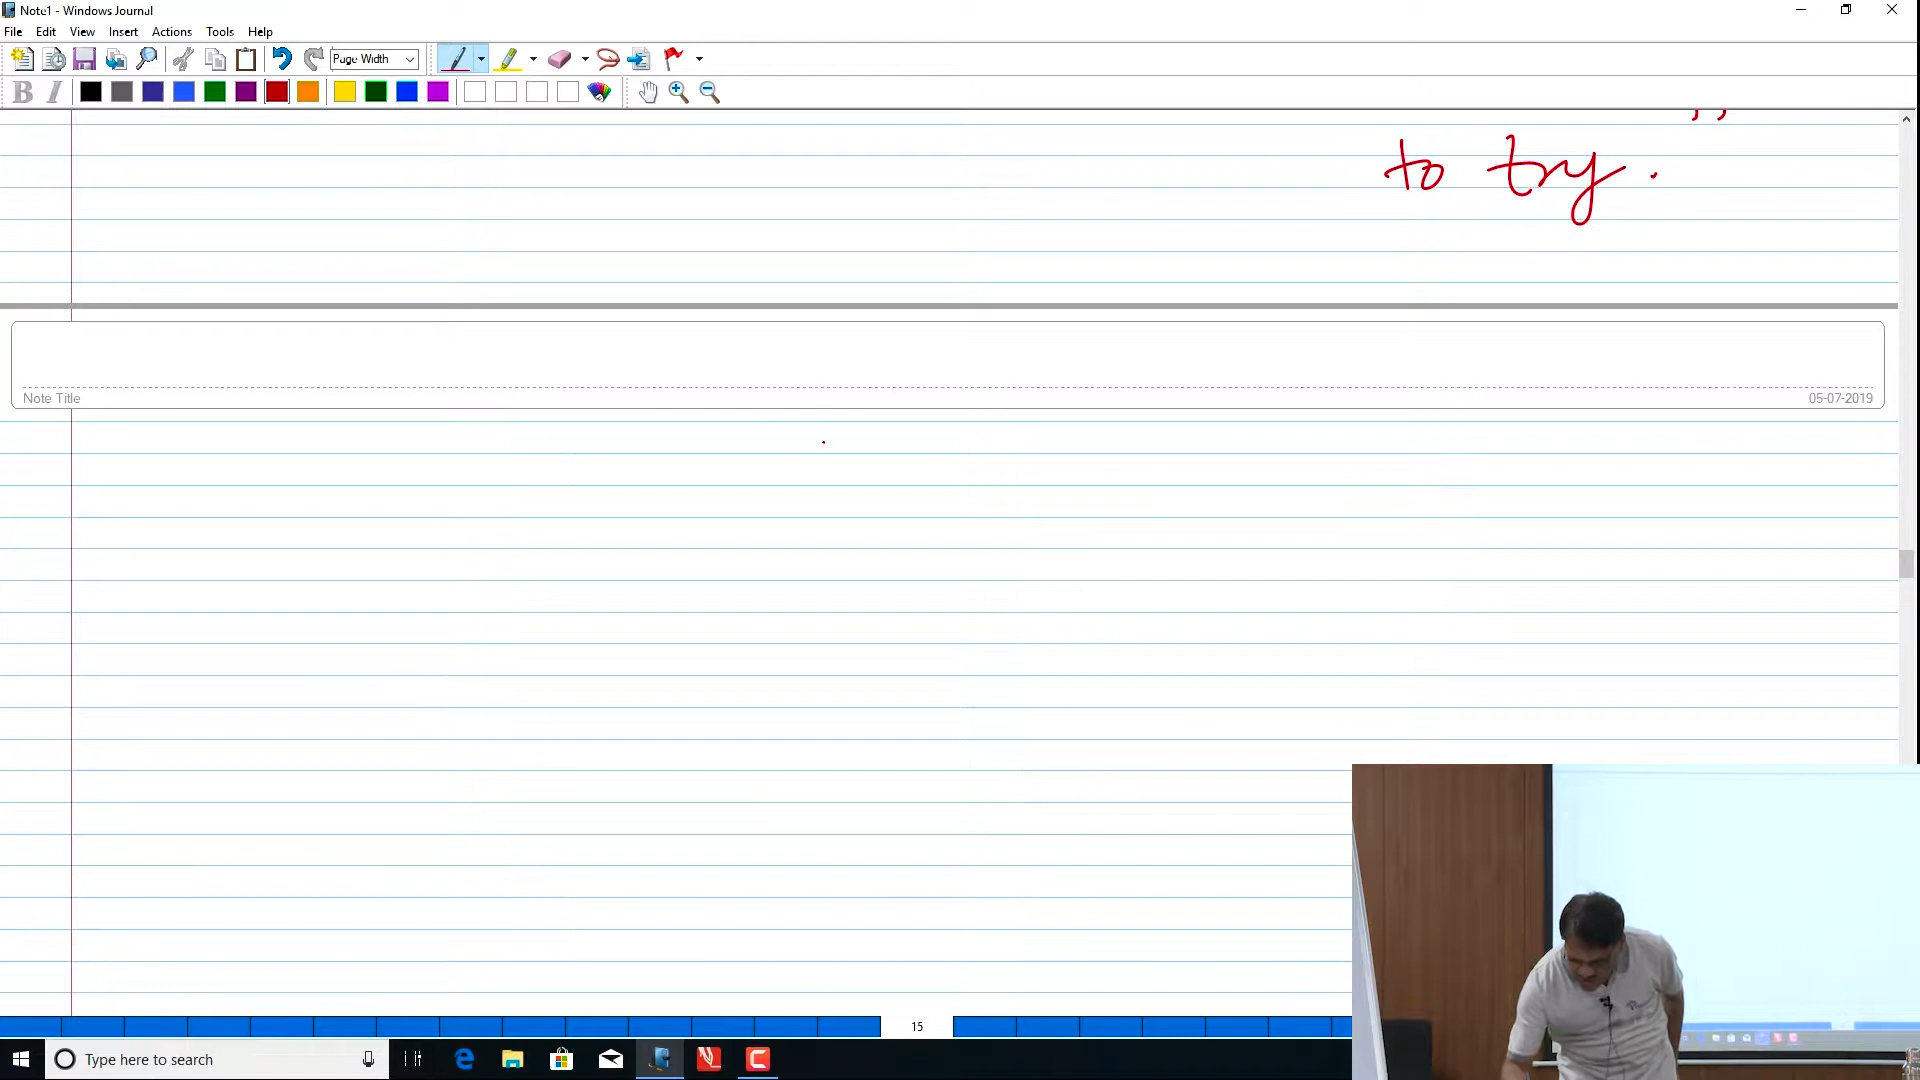 Note1 - Windows Journal
File Edit View Insert Actions Tools Help
Page Width
B I
to try.
Note Title
05-07-2019
15
Type here to search